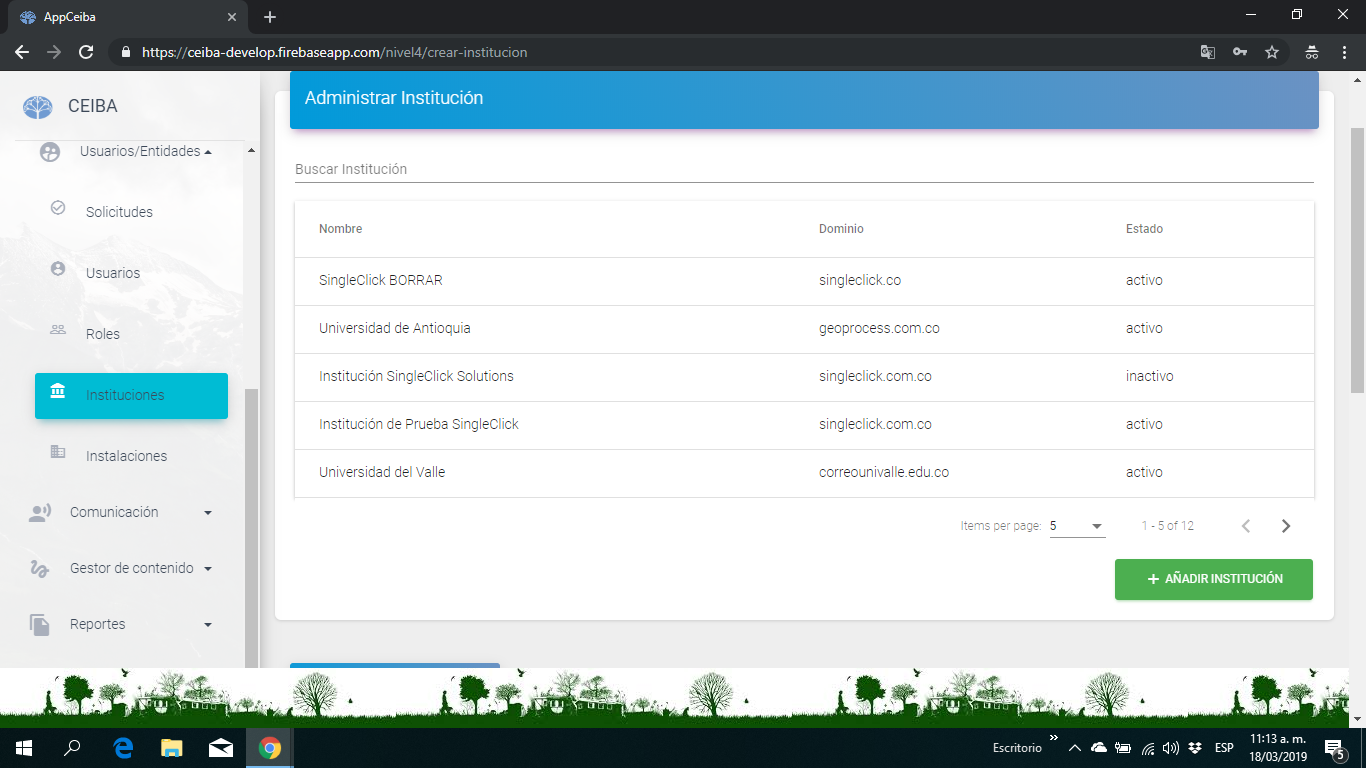 AppCeiba
https://ceiba-develop.firebaseapp.com/nivel4/crear-institucion
CEIBA
Usuarios/Entidades
Solicitudes
Usuarios
Roles
Instituciones
Instalaciones
Comunicación
Gestor de contenido
Reportes
Administrar Institución
Buscar Institución
Nombre Dominio Estado
SingleClick BORRAR singleclick.co activo
Universidad de Antioquia geoprocess.com.co activo
Institución SingleClick Solutions singleclick.com.co inactivo
Institución de Prueba SingleClick singleclick.com.co activo
Universidad del Valle correounivalle.edu.co activo
Items per page: 5 1 - 5 of 12
+ AÑADIR INSTITUCIÓN
Escritorio ESP 11:13 a. m.
18/03/2019
5